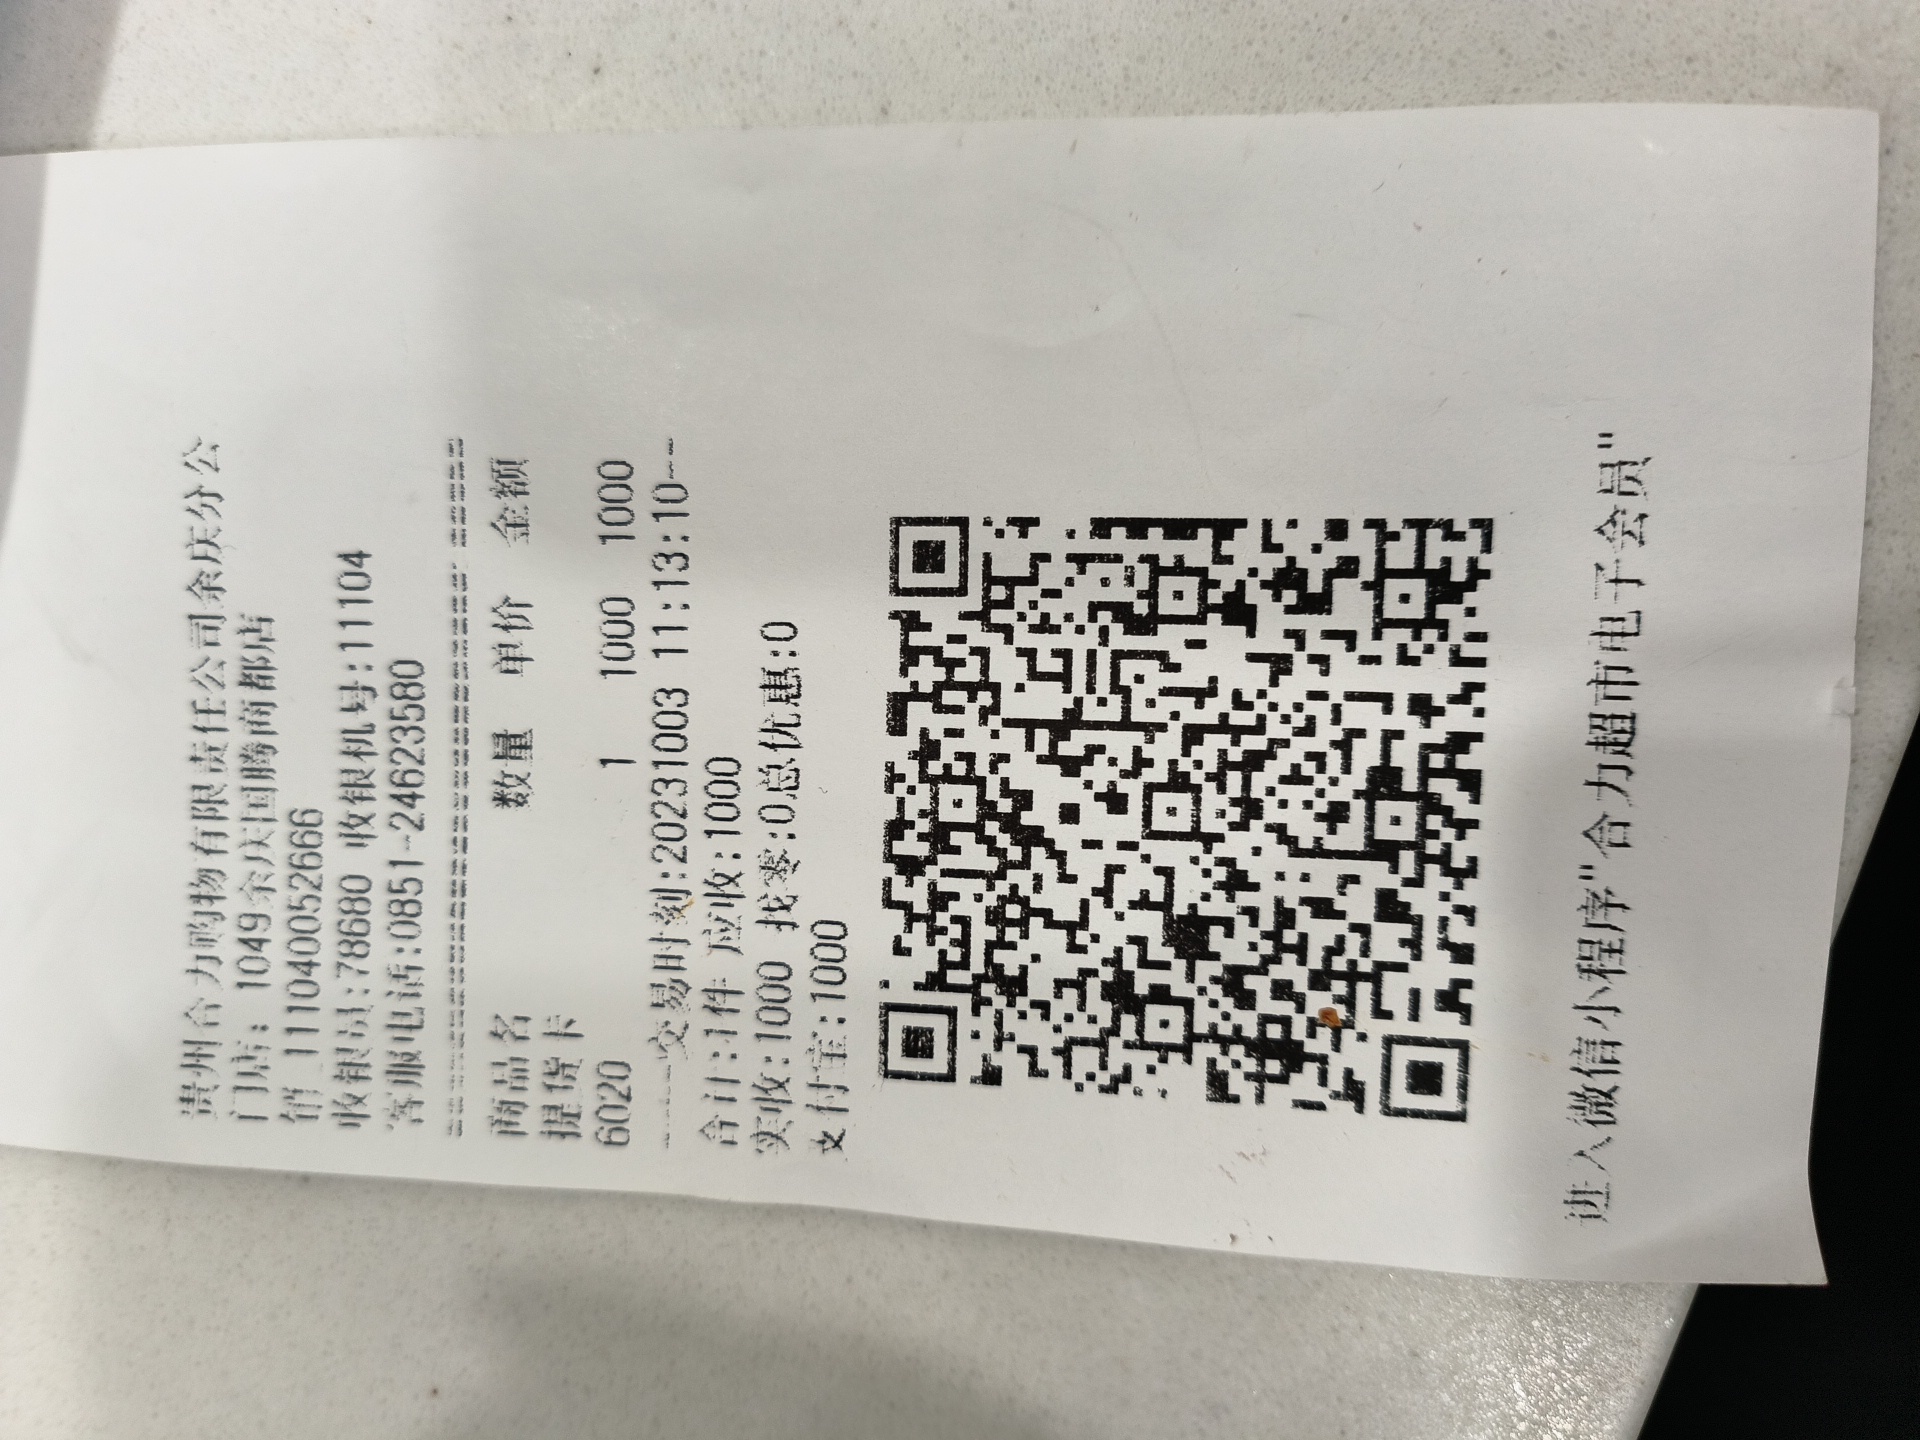 贵州合力购物有限责任公司余庆分公
门店: 1049余庆国腾商都店
销 111040052666
收银员:78680 收银机号:11104
客服电话:0851-24623580
商品名 数量 单价 金额
提货卡
6020 1 1000 1000
-----交易时刻:20231003 11:13:10---
合计:1件 应收:1000
实收:1000 找零:0总优惠:0
支付宝:1000
进入微信小程序"合力超市电子会员"